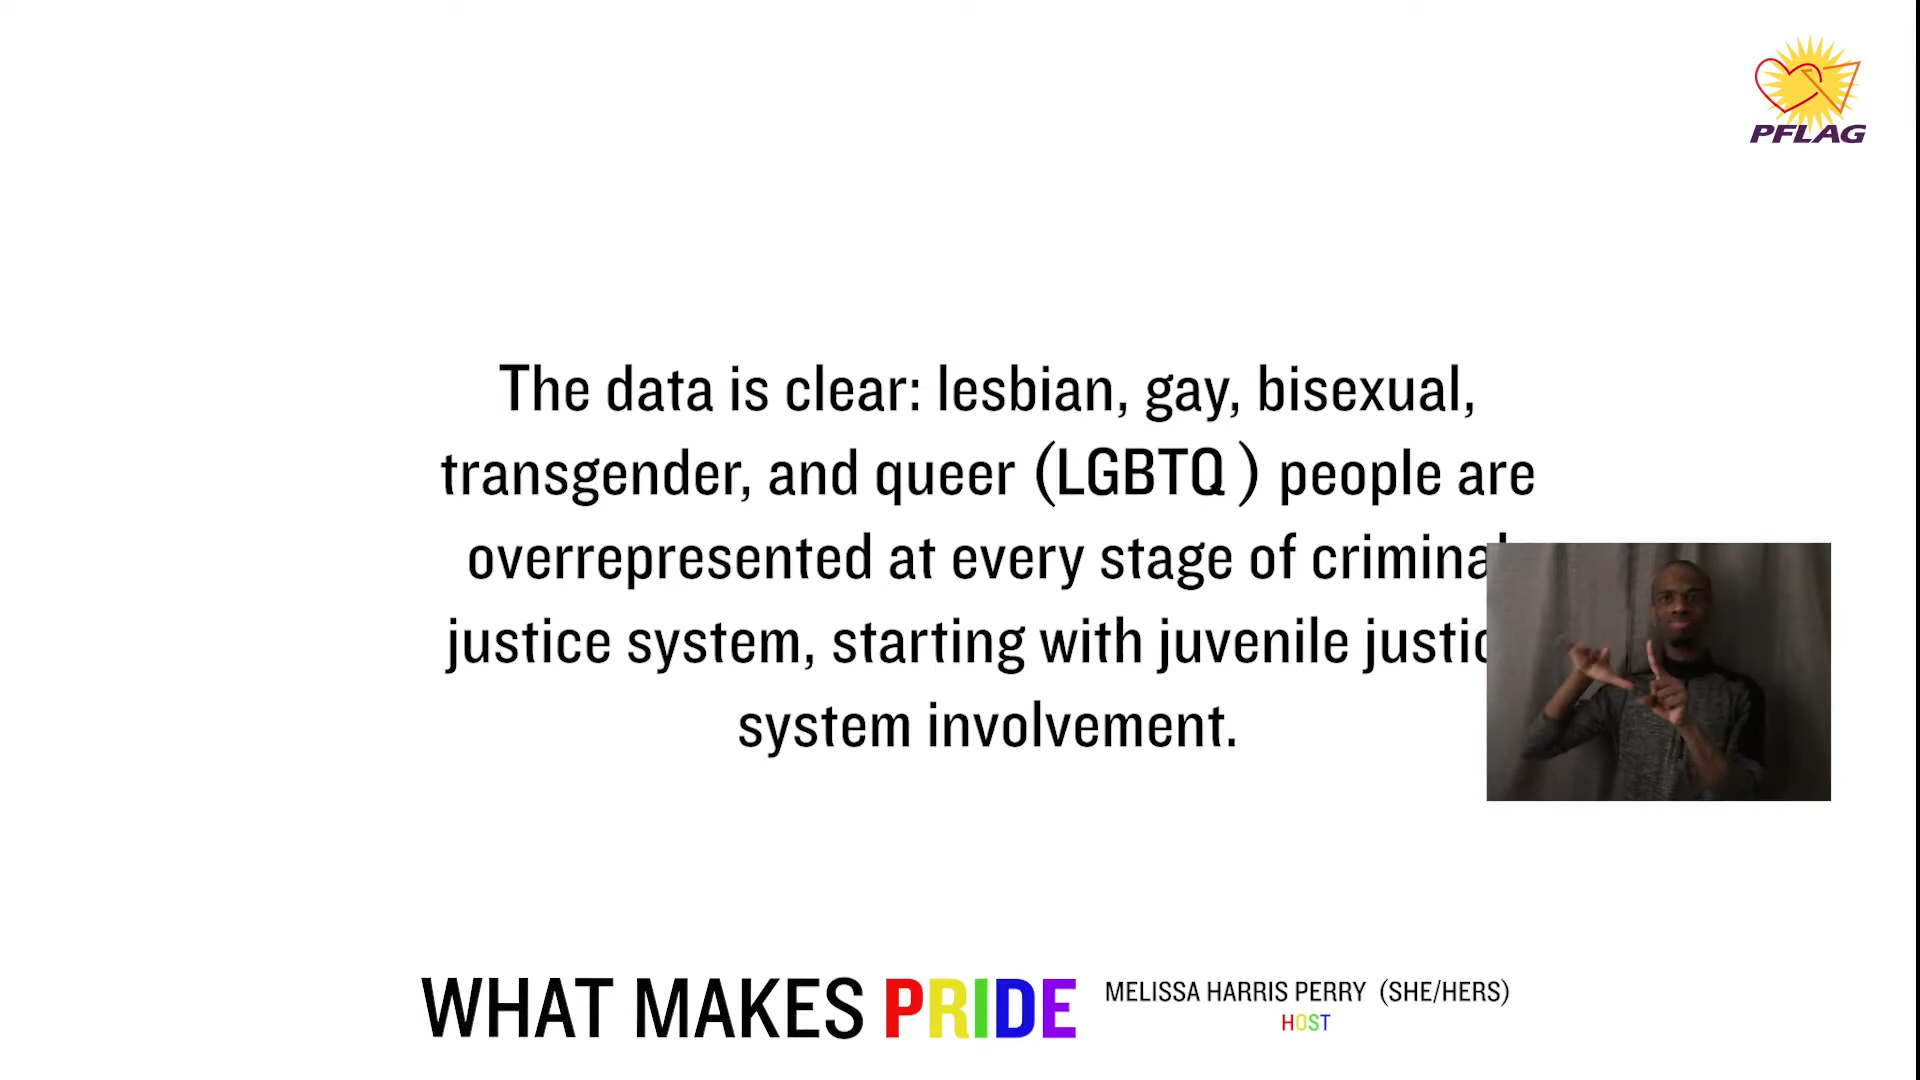 PFLAG
The data is clear: lesbian, gay, bisexual,
transgender, and queer (LGBTQ ) people are
overrepresented at every stage of criminal
justice system, starting with juvenile justic
system involvement.
WHAT MAKES PRIDE
MELISSA HARRIS PERRY (SHE/HERS)
HOST